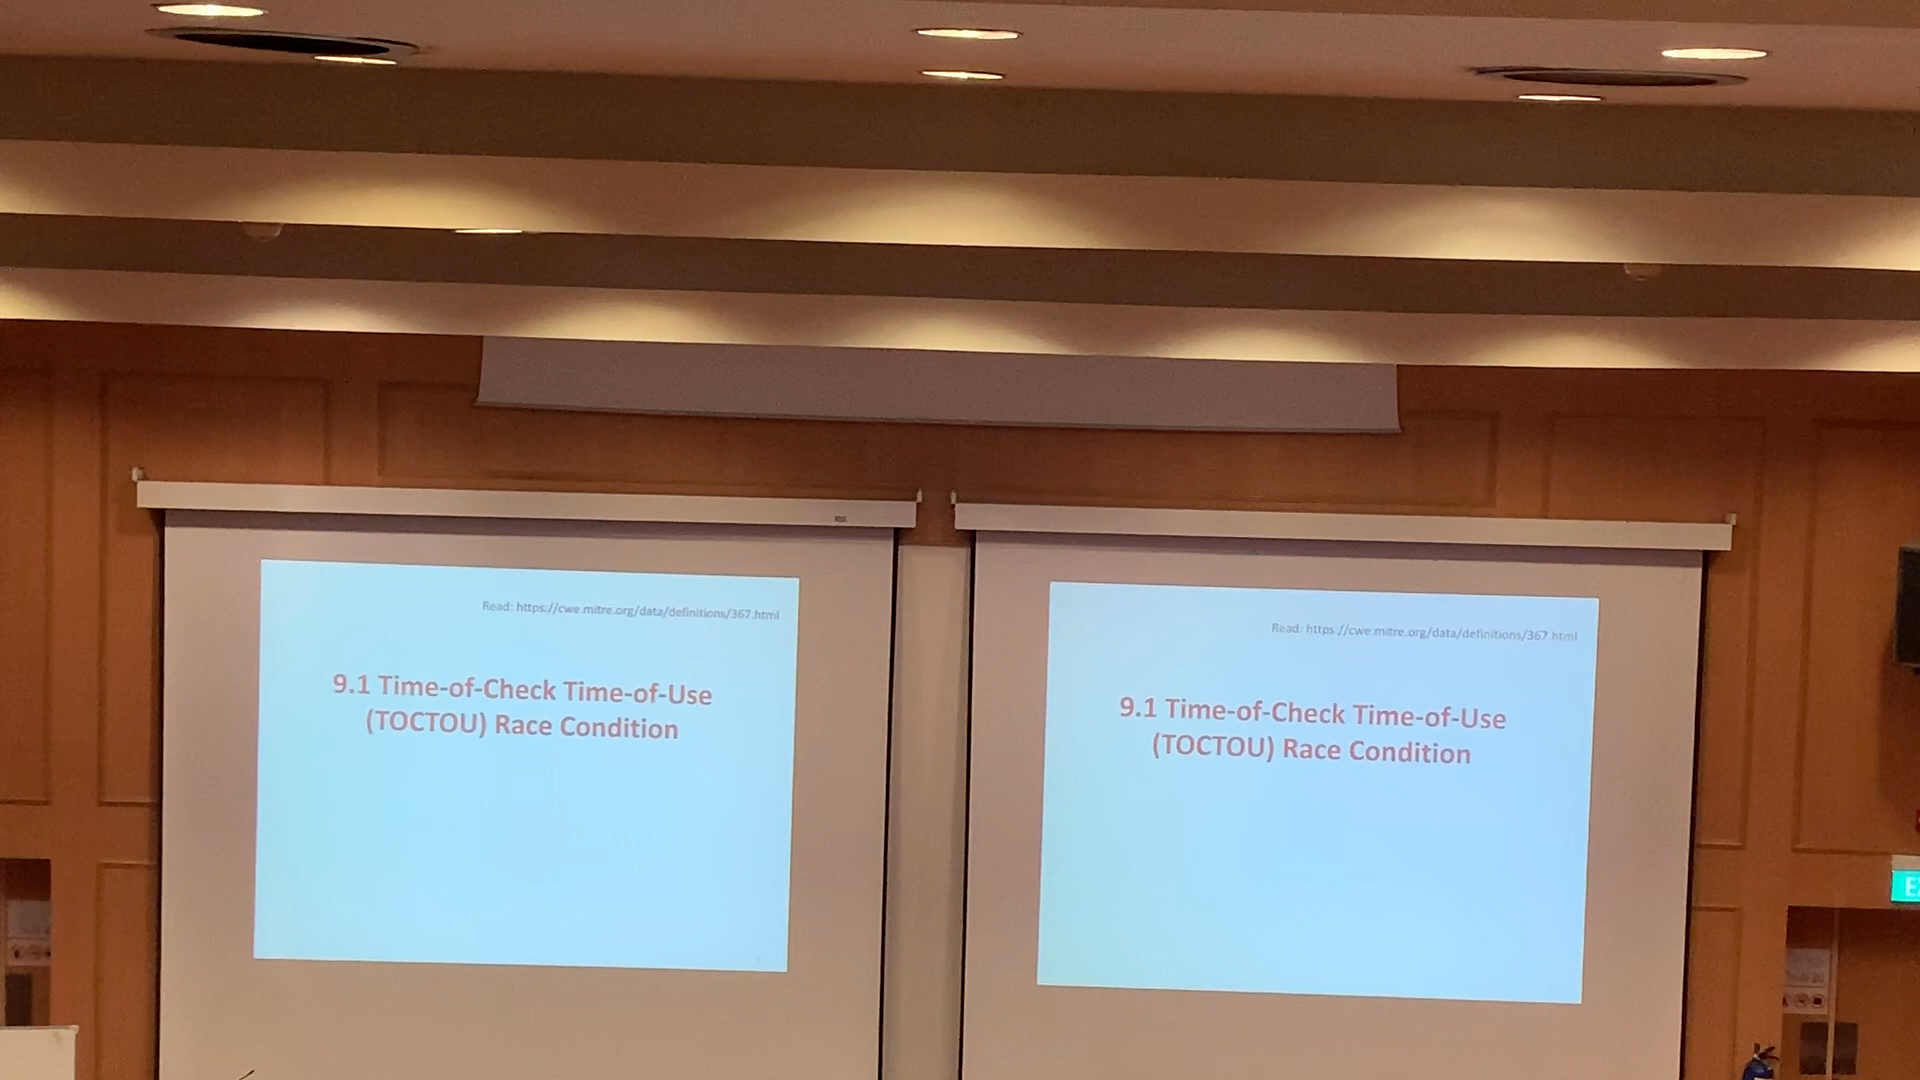 Read: https://cwe.mitre.org/data/definitions/367.html
9.1 Time-of-Check Time-of-Use
(TOCTOU) Race Condition
Read: https://cwe.mitre.org/data/definitions/367.html
9.1 Time-of-Check Time-of-Use
(TOCTOU) Race Condition